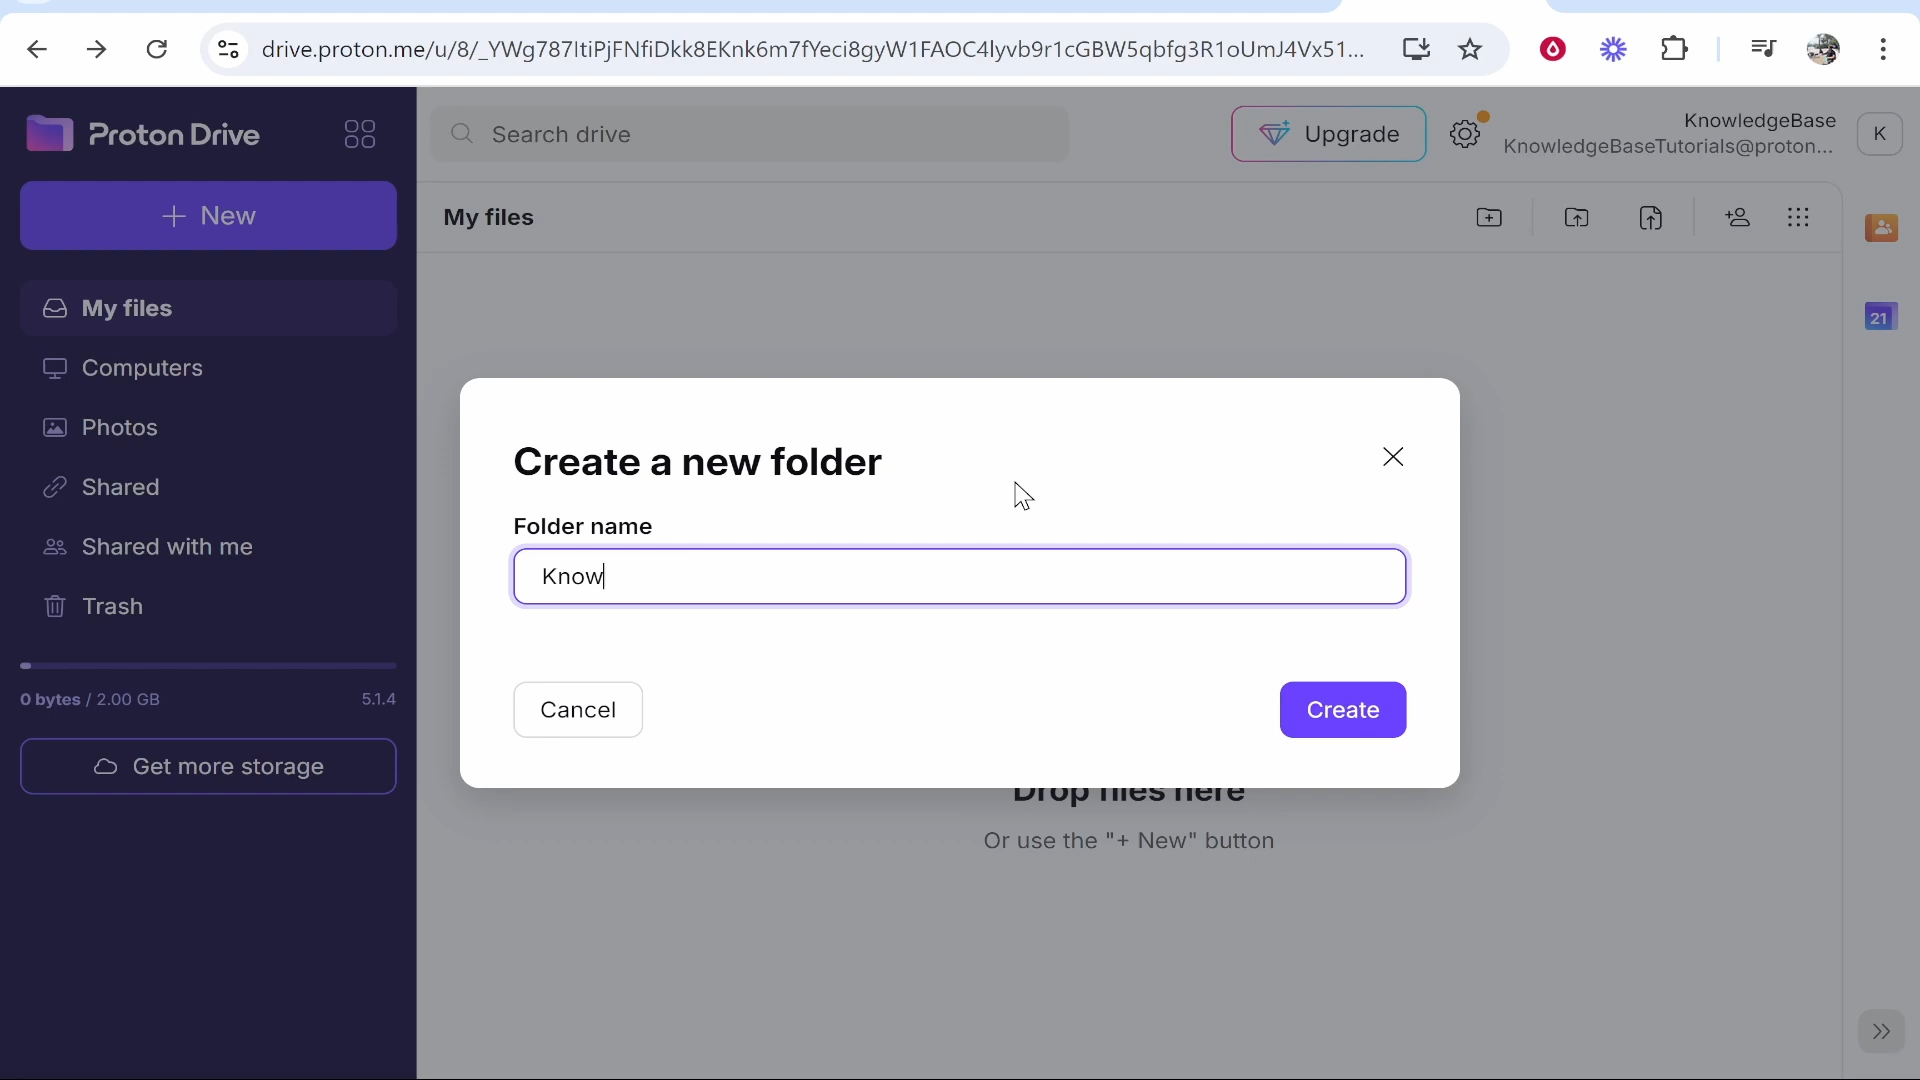 drive.proton.me/u/8/_YWg787ItiPjFNfiDkk8EKnk6m7fYeci8gyW1FAOC4lyvb9r1cGBW5qbfg3R1oUmJ4Vx51...
Proton Drive
Search drive
Upgrade
KnowledgeBase
KnowledgeBaseTutorials@proton...
K
New
My files
My files
Computers
Photos
Shared
Shared with me
Trash
0 bytes / 2.00 GB
5.1.4
Get more storage
21
Create a new folder
Folder name
Know
Cancel
Create
Drop files here
Or use the "+ New" button